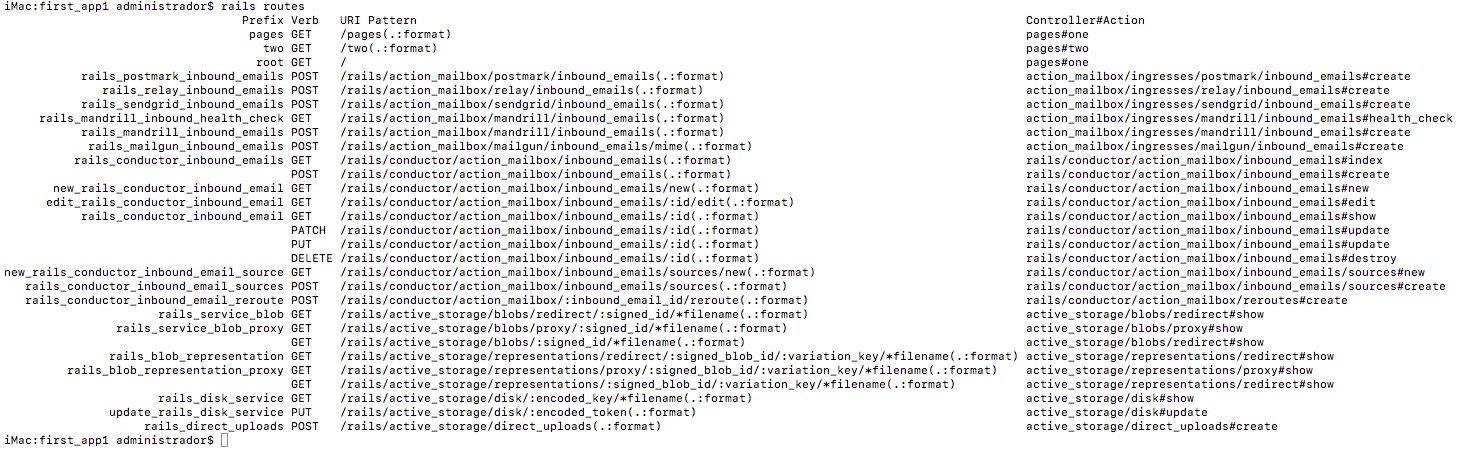 iMac:first_app1 administrador$ rails routes
Prefix Verb URI Pattern Controller#Action
pages GET /pages(.:format) pages#one
two GET /two(.:format) pages#two
root GET / pages#one
rails_postmark_inbound_emails POST /rails/action_mailbox/postmark/inbound_emails(.:format) action_mailbox/ingresses/postmark/inbound_emails#create
rails_relay_inbound_emails POST /rails/action_mailbox/relay/inbound_emails(.:format) action_mailbox/ingresses/relay/inbound_emails#create
rails_sendgrid_inbound_emails POST /rails/action_mailbox/sendgrid/inbound_emails(.:format) action_mailbox/ingresses/sendgrid/inbound_emails#create
rails_mandrill_inbound_health_check GET /rails/action_mailbox/mandrill/inbound_emails(.:format) action_mailbox/ingresses/mandrill/inbound_emails#health_check
rails_mandrill_inbound_emails POST /rails/action_mailbox/mandrill/inbound_emails(.:format) action_mailbox/ingresses/mandrill/inbound_emails#create
rails_mailgun_inbound_emails POST /rails/action_mailbox/mailgun/inbound_emails/mime(.:format) action_mailbox/ingresses/mailgun/inbound_emails#create
rails_conductor_inbound_emails GET /rails/conductor/action_mailbox/inbound_emails(.:format) rails/conductor/action_mailbox/inbound_emails#index
POST /rails/conductor/action_mailbox/inbound_emails(.:format) rails/conductor/action_mailbox/inbound_emails#create
new_rails_conductor_inbound_email GET /rails/conductor/action_mailbox/inbound_emails/new(.:format) rails/conductor/action_mailbox/inbound_emails#new
edit_rails_conductor_inbound_email GET /rails/conductor/action_mailbox/inbound_emails/:id/edit(.:format) rails/conductor/action_mailbox/inbound_emails#edit
rails_conductor_inbound_email GET /rails/conductor/action_mailbox/inbound_emails/:id(.:format) rails/conductor/action_mailbox/inbound_emails#show
PATCH /rails/conductor/action_mailbox/inbound_emails/:id(.:format) rails/conductor/action_mailbox/inbound_emails#update
PUT /rails/conductor/action_mailbox/inbound_emails/:id(.:format) rails/conductor/action_mailbox/inbound_emails#update
DELETE /rails/conductor/action_mailbox/inbound_emails/:id(.:format) rails/conductor/action_mailbox/inbound_emails#destroy
new_rails_conductor_inbound_email_source GET /rails/conductor/action_mailbox/inbound_emails/sources/new(.:format) rails/conductor/action_mailbox/inbound_emails/sources#new
rails_conductor_inbound_email_sources POST /rails/conductor/action_mailbox/inbound_emails/sources(.:format) rails/conductor/action_mailbox/inbound_emails/sources#create
rails_conductor_inbound_email_reroute POST /rails/conductor/action_mailbox/:inbound_email_id/reroute(.:format) rails/conductor/action_mailbox/reroutes#create
rails_service_blob GET /rails/active_storage/blobs/redirect/:signed_id/*filename(.:format) active_storage/blobs/redirect#show
rails_service_blob_proxy GET /rails/active_storage/blobs/proxy/:signed_id/*filename(.:format) active_storage/blobs/proxy#show
GET /rails/active_storage/blobs/:signed_id/*filename(.:format) active_storage/blobs/redirect#show
rails_blob_representation GET /rails/active_storage/representations/redirect/:signed_blob_id/:variation_key/*filename(.:format) active_storage/representations/redirect#show
rails_blob_representation_proxy GET /rails/active_storage/representations/proxy/:signed_blob_id/:variation_key/*filename(.:format) active_storage/representations/proxy#show
GET /rails/active_storage/representations/:signed_blob_id/:variation_key/*filename(.:format) active_storage/representations/redirect#show
rails_disk_service GET /rails/active_storage/disk/:encoded_key/*filename(.:format) active_storage/disk#show
update_rails_disk_service PUT /rails/active_storage/disk/:encoded_token(.:format) active_storage/disk#update
rails_direct_uploads POST /rails/active_storage/direct_uploads(.:format) active_storage/direct_uploads#create
iMac:first_app1 administrador$